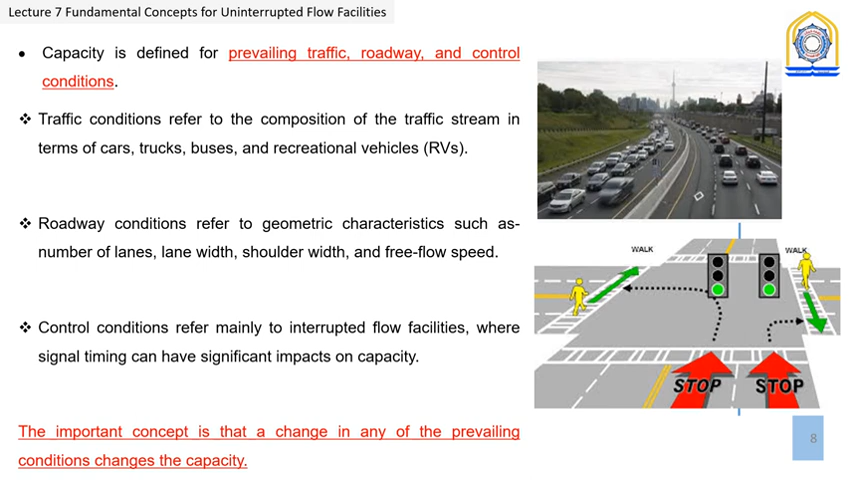 Lecture 7 Fundamental Concepts for Uninterrupted Flow Facilities
• Capacity is defined for prevailing traffic, roadway, and control
conditions.
❖ Traffic conditions refer to the composition of the traffic stream in
terms of cars, trucks, buses, and recreational vehicles (RVs).
❖ Roadway conditions refer to geometric characteristics such as-
number of lanes, lane width, shoulder width, and free-flow speed.
❖ Control conditions refer mainly to interrupted flow facilities, where
signal timing can have significant impacts on capacity.
The important concept is that a change in any of the prevailing
conditions changes the capacity.
WALK
WALK
STOP
STOP
8